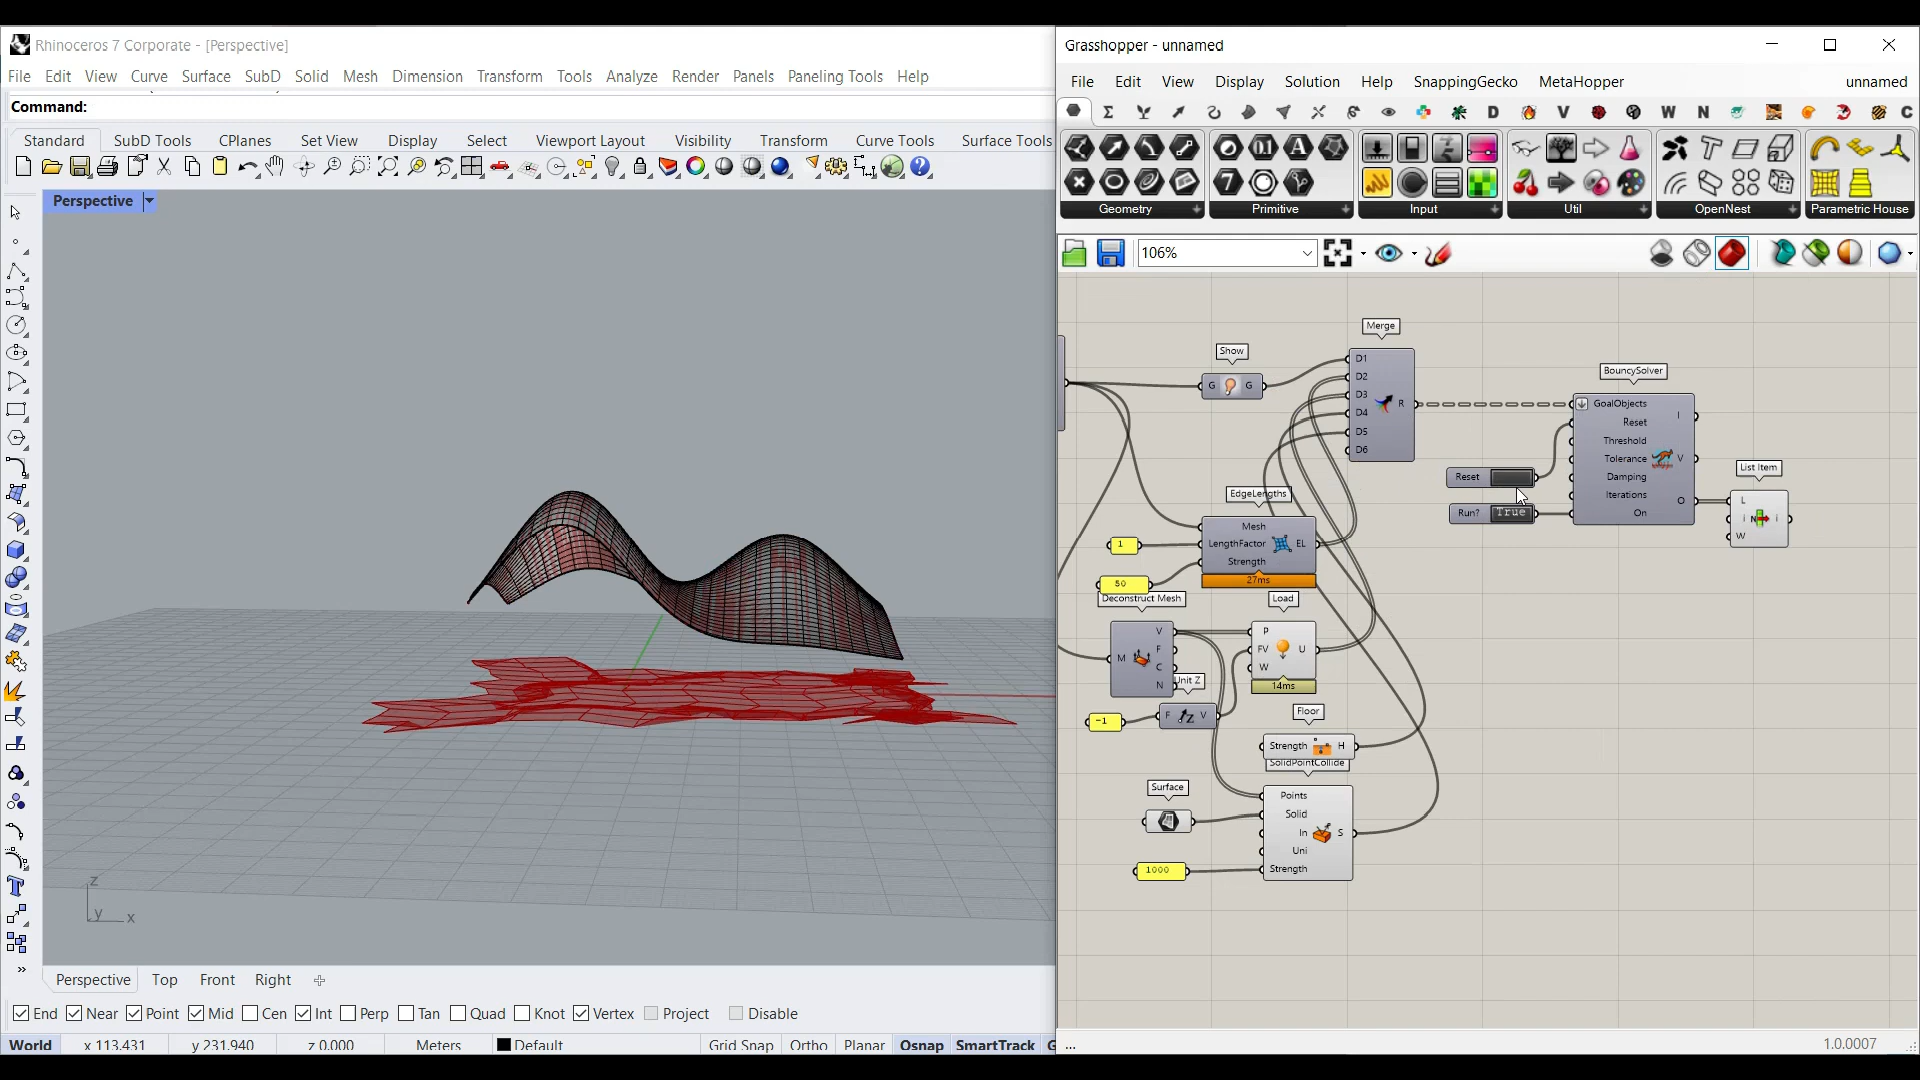 Rhinoceros 7 Corporate - [Perspective]
File Edit View Curve Surface SubD Solid Mesh Dimension Transform Tools Analyze Render Panels Paneling Tools Help
Command:
Standard SubD Tools CPlanes Set View Display Select Viewport Layout Visibility Transform Curve Tools Surface Tools
Perspective
z
y x
Perspective Top Front Right
End Near Point Mid Cen Int Perp Tan Quad Knot Vertex Project Disable
World x 113.431 y 231.940 z 0.000 Meters Default Grid Snap Ortho Planar Osnap SmartTrack G
Grasshopper - unnamed
File Edit View Display Solution Help SnappingGecko MetaHopper unnamed
Geometry Primitive Input Util OpenNest Parametric House
106%
Merge
Show
G G
D1
D2
D3
D4
D5
D6
R
BouncySolver
GoalObjects
Reset
Threshold
Tolerance
Damping
Iterations
On
I
V
O
Reset
Run? True
List Item
L
i
W
i
EdgeLengths
Mesh
LengthFactor EL
Strength
27ms
1
50
Deconstruct Mesh
M
V
F
C
N
Load
P
FV U
W
14ms
Unit Z
F V
-1
Floor
Strength H
SolidPointCollide
Points
Solid
In S
Uni
Strength
Surface
1000
... 1.0.0007